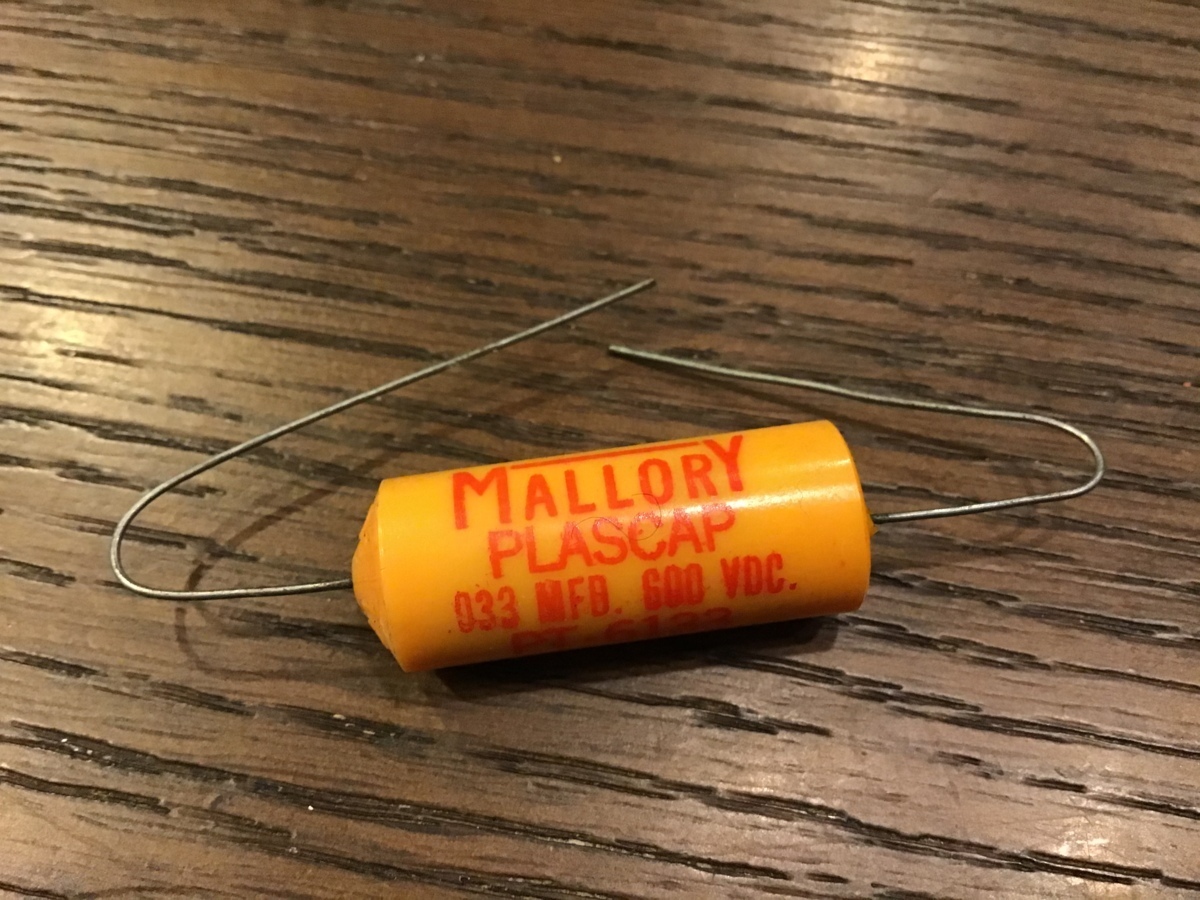 MALLORY
PLASCAP
033 MFD. 600 VDC.